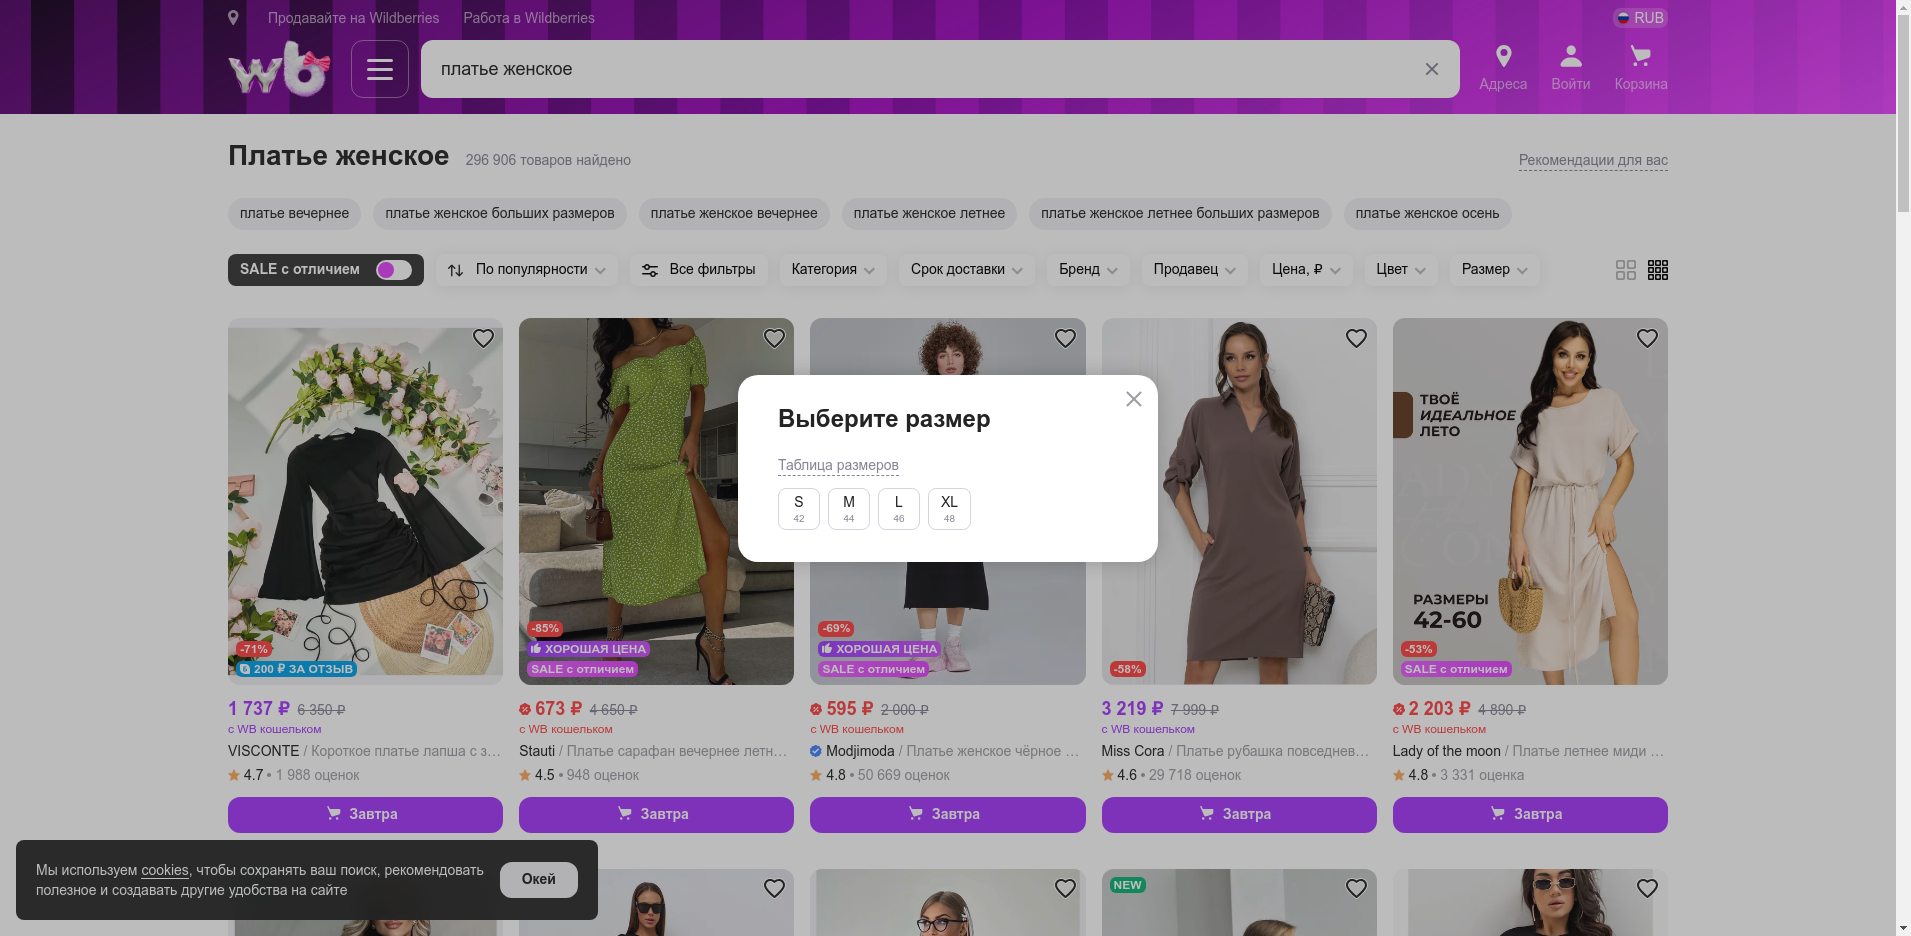 Продавайте на Wildberries
Работа в Wildberries
RUB
wb
платье женское
Адреса
Войти
Корзина
Платье женское
296 906 товаров найдено
Рекомендации для вас
платье вечернее
платье женское больших размеров
платье женское вечернее
платье женское летнее
платье женское летнее больших размеров
платье женское осень
SALE с отличием
По популярности
Все фильтры
Категория
Срок доставки
Бренд
Продавец
Цена, ₽
Цвет
Размер
Выберите размер
Таблица размеров
S
42
M
44
L
46
XL
48
ТВОЁ
ИДЕАЛЬНОЕ
ЛЕТО
РАЗМЕРЫ
42-60
-71%
200 ₽ ЗА ОТЗЫВ
-85%
ХОРОШАЯ ЦЕНА
SALE с отличием
-69%
ХОРОШАЯ ЦЕНА
SALE с отличием
-58%
-53%
SALE с отличием
1 737 ₽ 6 350 ₽
с WB кошельком
VISCONTE / Короткое платье лапша с з...
4.7 • 1 988 оценок
Завтра
673 ₽ 4 650 ₽
с WB кошельком
Stauti / Платье сарафан вечернее летн...
4.5 • 948 оценок
Завтра
595 ₽ 2 000 ₽
с WB кошельком
Modjimoda / Платье женское чёрное ...
4.8 • 50 669 оценок
Завтра
3 219 ₽ 7 999 ₽
с WB кошельком
Miss Cora / Платье рубашка повседнев...
4.6 • 29 718 оценок
Завтра
2 203 ₽ 4 890 ₽
с WB кошельком
Lady of the moon / Платье летнее миди ...
4.8 • 3 331 оценка
Завтра
Мы используем cookies, чтобы сохранять ваш поиск, рекомендовать
полезное и создавать другие удобства на сайте
Окей
NEW